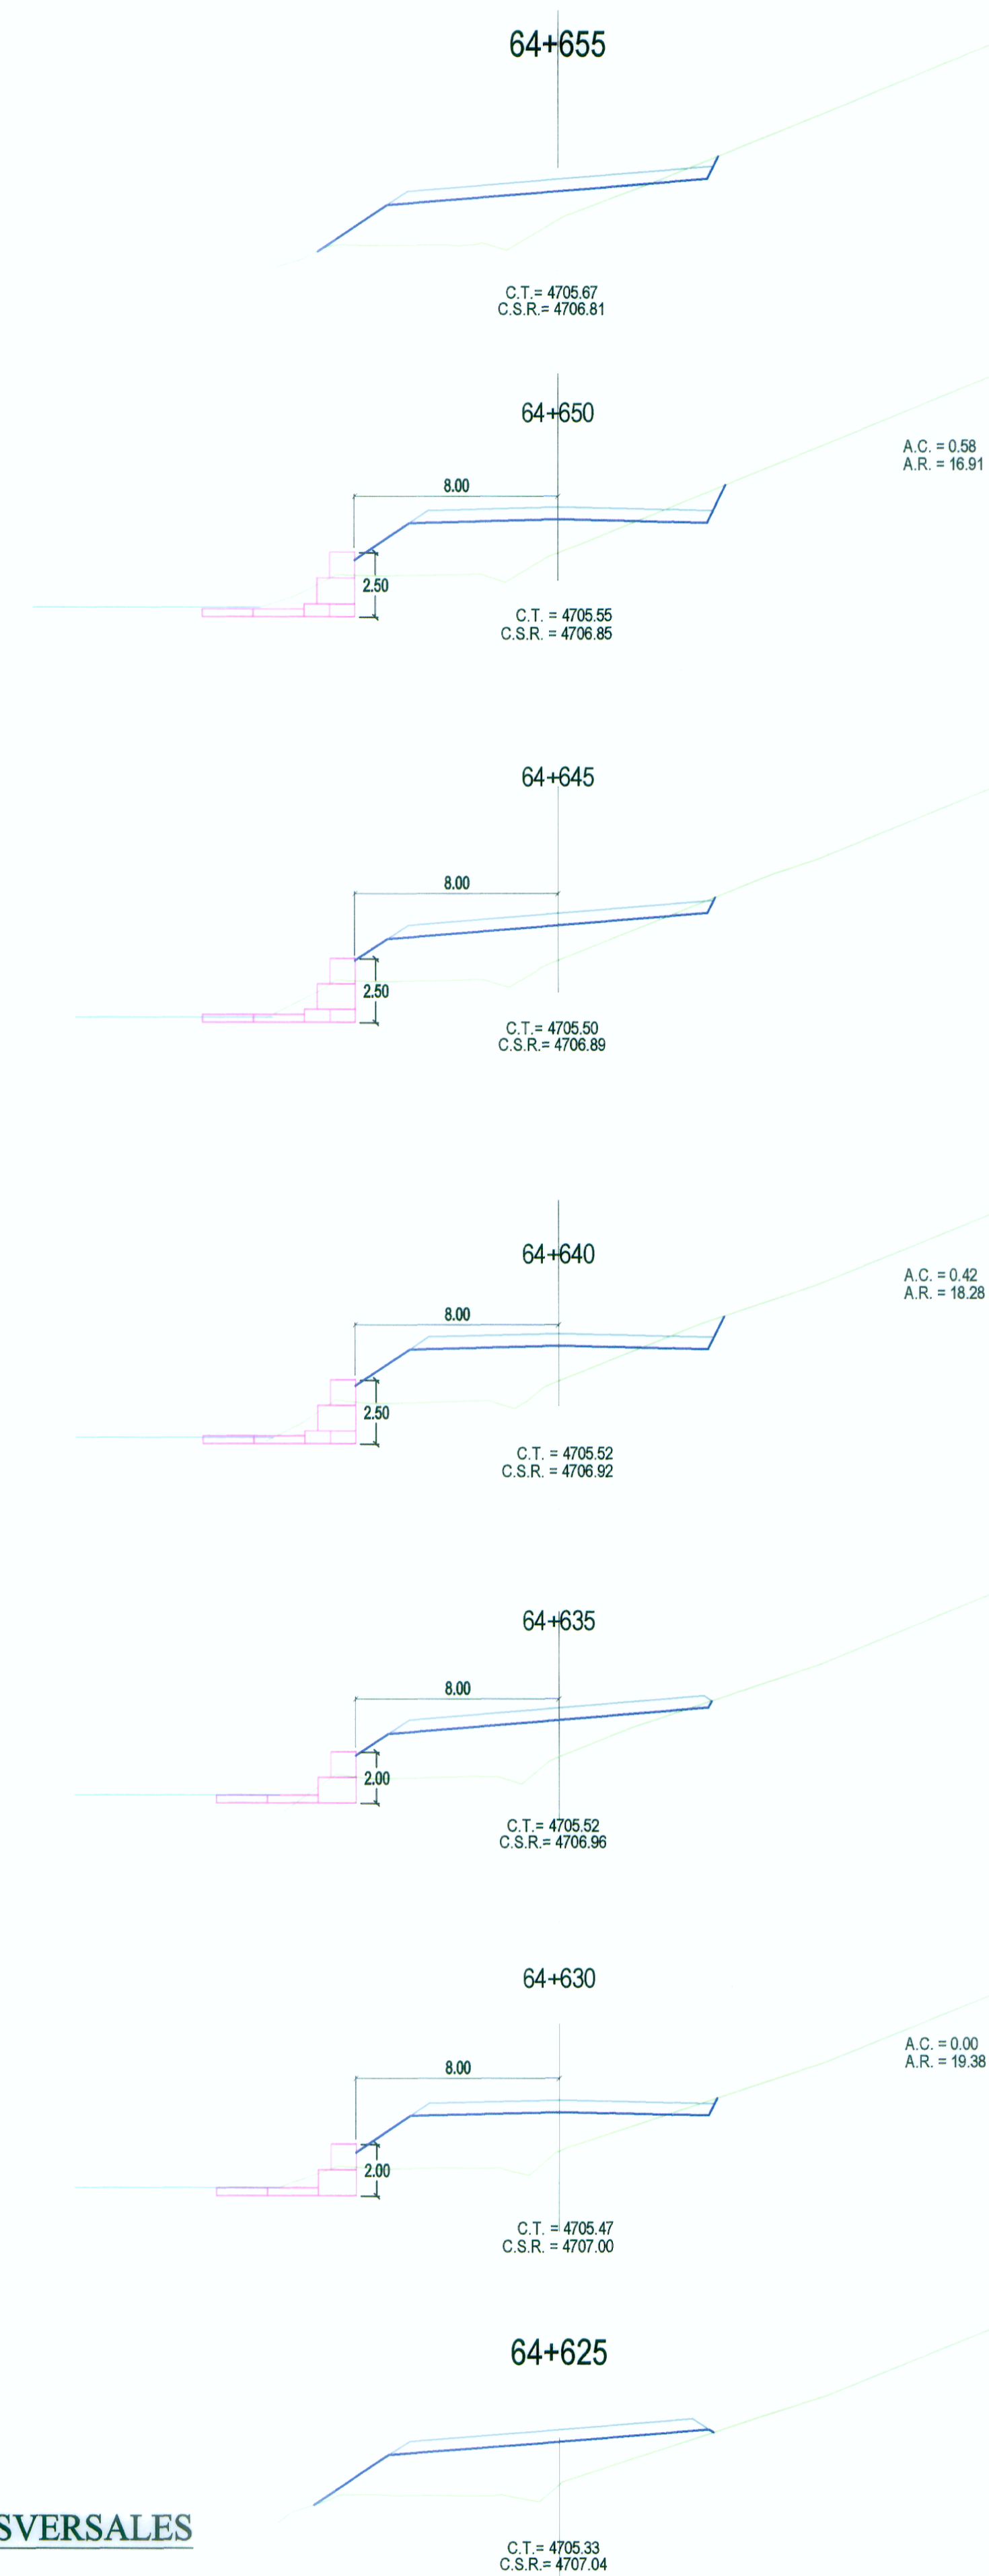 64+655
C.T.= 4705.67
C.S.R.= 4706.81
64+650
A.C. = 0.58
A.R. = 16.91
8.00
2.50
C.T. = 4705.55
C.S.R. = 4706.85
64+645
8.00
2.50
C.T.= 4705.50
C.S.R.= 4706.89
64+640
A.C. = 0.42
A.R. = 18.28
8.00
2.50
C.T. = 4705.52
C.S.R. = 4706.92
64+635
8.00
2.00
C.T.= 4705.52
C.S.R.= 4706.96
64+630
A.C. = 0.00
A.R. = 19.38
8.00
2.00
C.T. = 4705.47
C.S.R. = 4707.00
64+625
SVERSALES
C.T.= 4705.33
C.S.R.= 4707.04